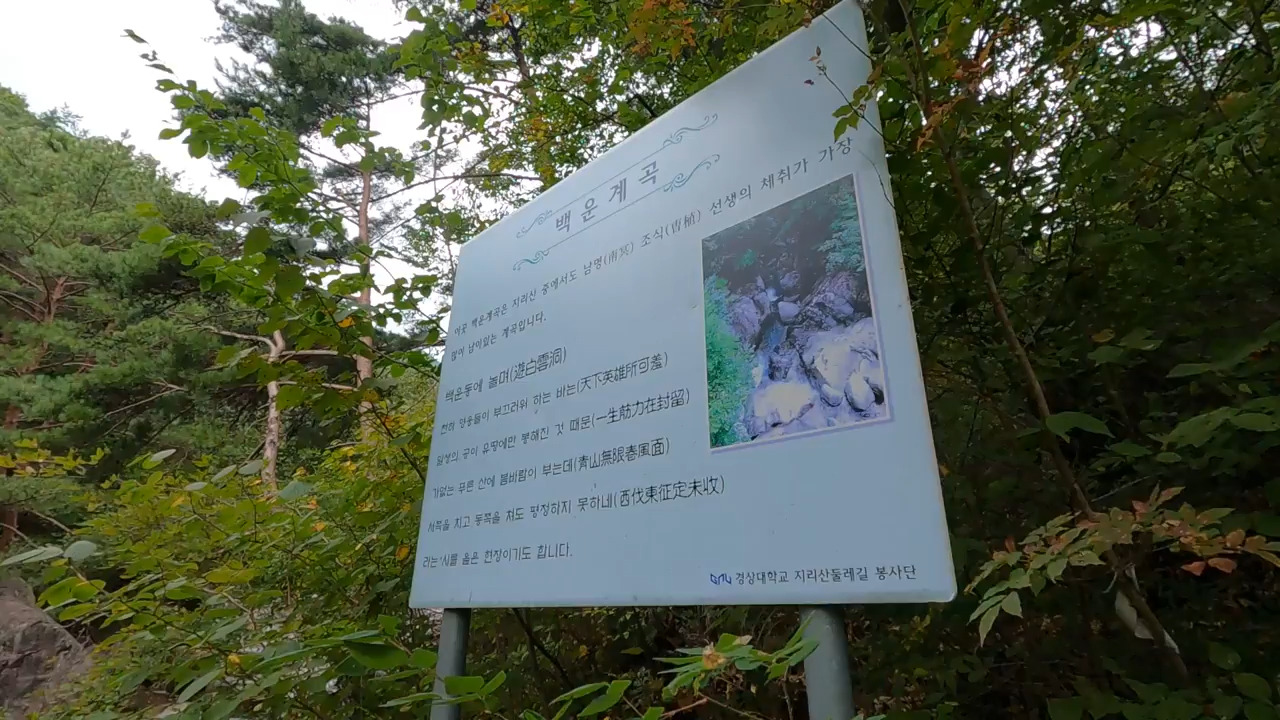 백운계곡
이곳 백운계곡은 지리산 중에서도 남명(南冥) 조식(曺植) 선생의 체취가 가장
많이 남아있는 계곡입니다.
백운동에 놀며(遊白雲洞)
천하 영웅들이 부끄러워 하는 바는(天下英雄所可羞)
일생의 공이 유땅에만 봉해진 것 때문(一生筋力在封留)
가없는 푸른 산에 봄바람이 부는데(青山無限春風面)
서쪽을 치고 동쪽을 쳐도 평정하지 못하네(西伐東征定未收)
라는 시를 읊은 현장이기도 합니다.
GNU 경상대학교 지리산둘레길 봉사단